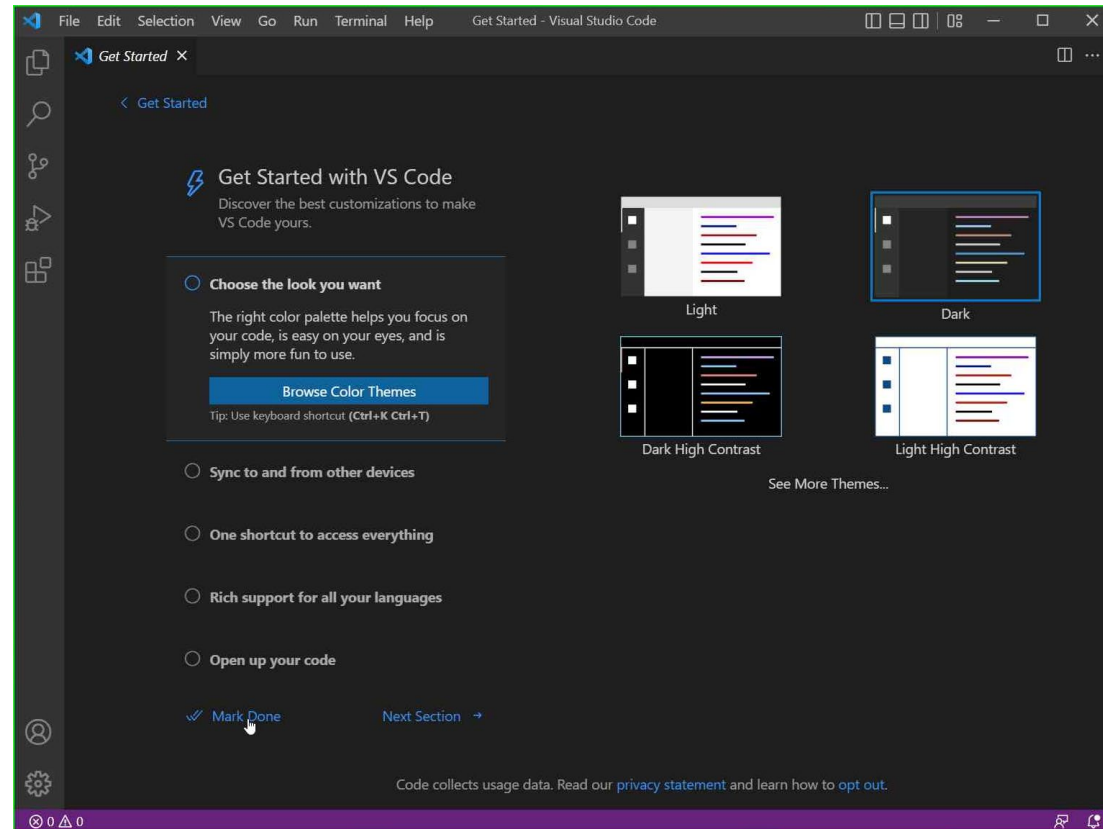 File Edit Selection View Go Run Terminal Help Get Started - Visual Studio Code
Get Started
Get Started
Get Started with VS Code
Discover the best customizations to make
VS Code yours.
Choose the look you want
The right color palette helps you focus on
your code, is easy on your eyes, and is
simply more fun to use.
Browse Color Themes
Tip: Use keyboard shortcut (Ctrl+K Ctrl+T)
Light
Dark
Dark High Contrast
Light High Contrast
See More Themes...
Sync to and from other devices
One shortcut to access everything
Rich support for all your languages
Open up your code
Mark Done
Next Section →
Code collects usage data. Read our privacy statement and learn how to opt out.
0 0